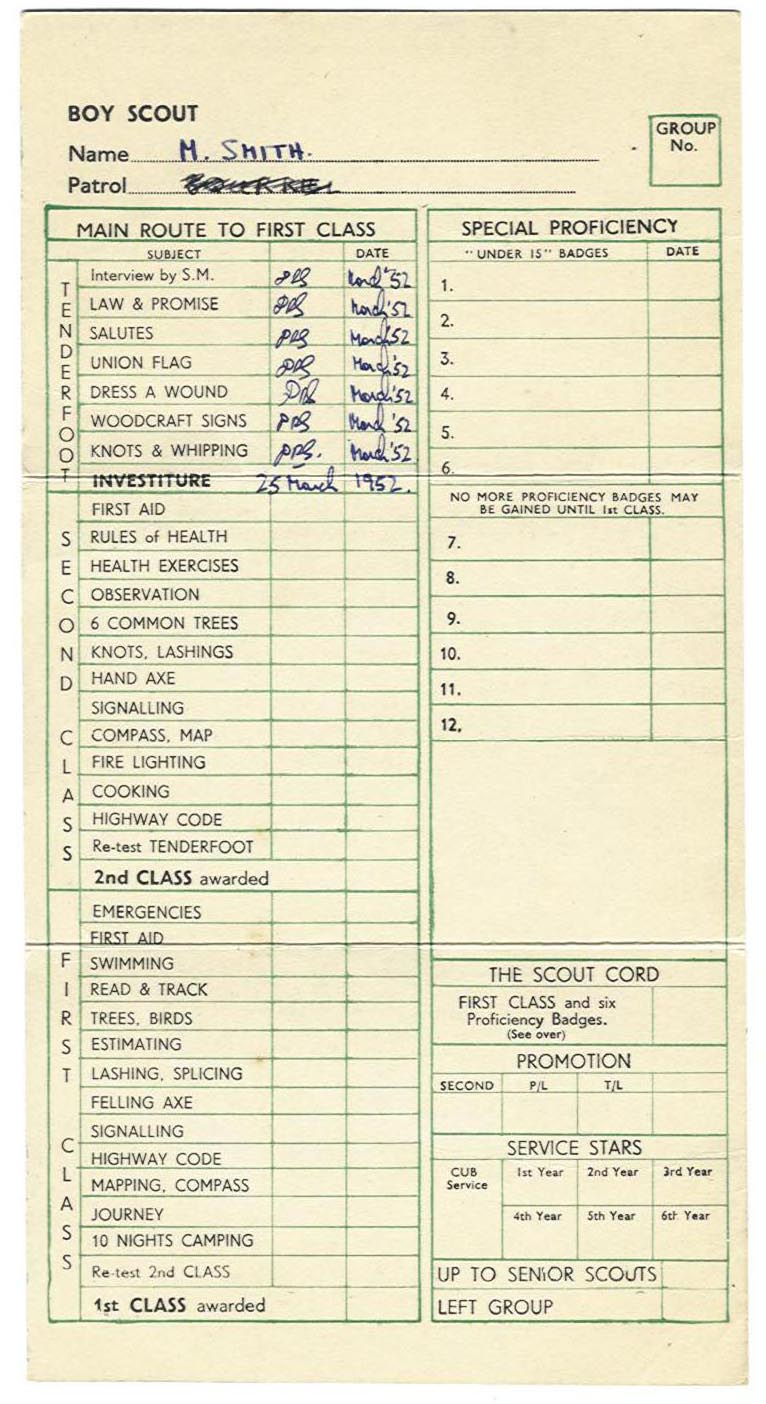 BOY SCOUT
Name M. SMITH.
Patrol
GROUP
No.
MAIN ROUTE TO FIRST CLASS
SUBJECT DATE
TENDERFOOT
Interview by S.M. March '52
LAW & PROMISE March '52
SALUTES March '52
UNION FLAG March '52
DRESS A WOUND March '52
WOODCRAFT SIGNS March '52
KNOTS & WHIPPING March '52
INVESTITURE 25 March 1952.
SECOND CLASS
FIRST AID
RULES of HEALTH
HEALTH EXERCISES
OBSERVATION
6 COMMON TREES
KNOTS, LASHINGS
HAND AXE
SIGNALLING
COMPASS, MAP
FIRE LIGHTING
COOKING
HIGHWAY CODE
Re-test TENDERFOOT
2nd CLASS awarded
FIRST CLASS
EMERGENCIES
FIRST AID
SWIMMING
READ & TRACK
TREES, BIRDS
ESTIMATING
LASHING, SPLICING
FELLING AXE
SIGNALLING
HIGHWAY CODE
MAPPING, COMPASS
JOURNEY
10 NIGHTS CAMPING
Re-test 2nd CLASS
1st CLASS awarded
SPECIAL PROFICIENCY
"UNDER 15" BADGES DATE
1.
2.
3.
4.
5.
6.
NO MORE PROFICIENCY BADGES MAY
BE GAINED UNTIL 1st CLASS.
7.
8.
9.
10.
11.
12.
THE SCOUT CORD
FIRST CLASS and six
Proficiency Badges.
(See over)
PROMOTION
SECOND P/L T/L
SERVICE STARS
CUB
Service
1st Year 2nd Year 3rd Year
4th Year 5th Year 6th Year
UP TO SENIOR SCOUTS
LEFT GROUP